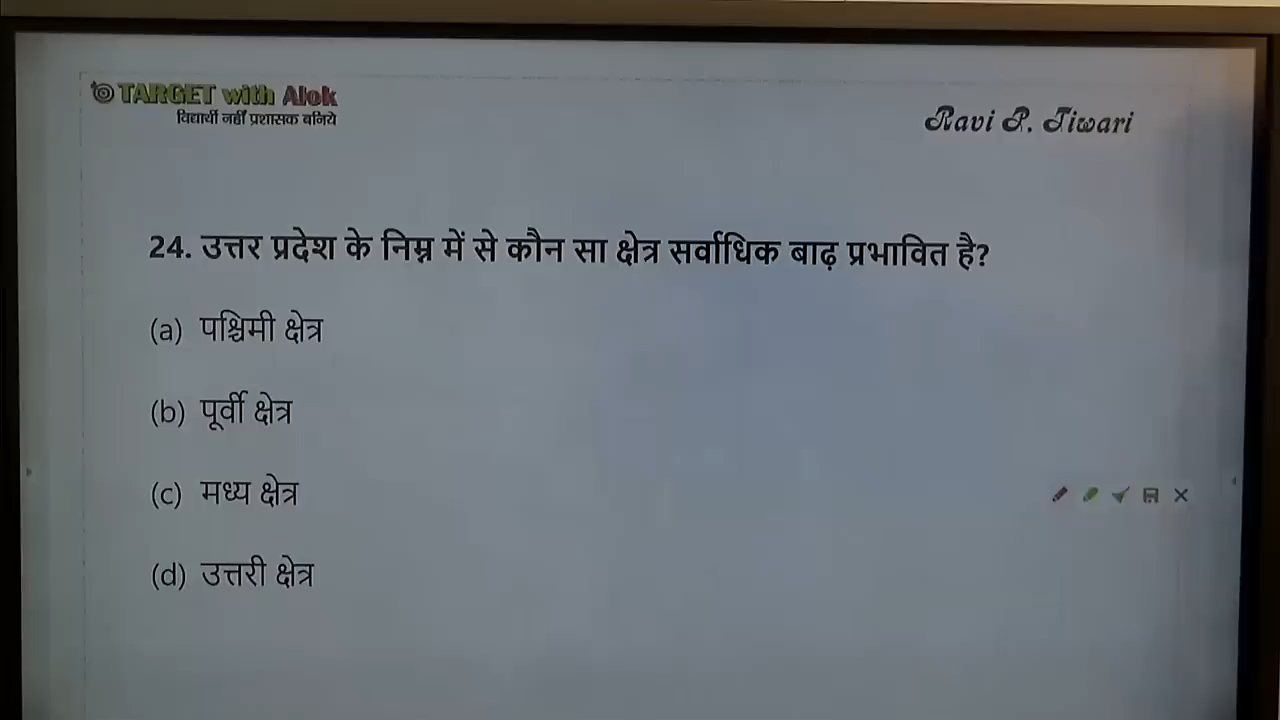 TARGET with Alok
विद्यार्थी नहीं प्रशासक बनिये
Ravi P. Tiwari
24. उत्तर प्रदेश के निम्न में से कौन सा क्षेत्र सर्वाधिक बाढ़ प्रभावित है?
(a) पश्चिमी क्षेत्र
(b) पूर्वी क्षेत्र
(c) मध्य क्षेत्र
(d) उत्तरी क्षेत्र